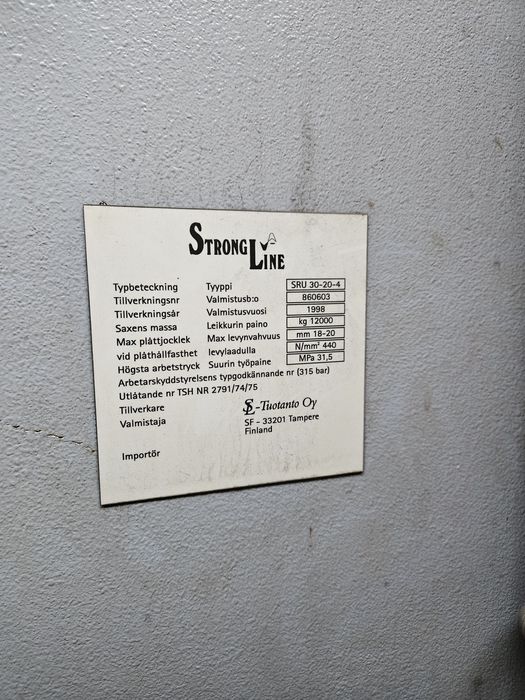 STRONG LINE
Typbeteckning Tyyppi SRU 30-20-4
Tillverkningsnr Valmistusb:o 860603
Tillverkningsår Valmistusvuosi 1998
Saxens massa Leikkurin paino kg 12000
Max plåttjocklek Max levynvahvuus mm 18-20
vid plåthållfasthet levylaadulla N/mm² 440
Högsta arbetstryck Suurin työpaine MPa 31,5
Arbetarskyddstyrelsens typgodkännande nr (315 bar)
Utlåtande nr TSH NR 2791/74/75
Tillverkare SL-Tuotanto Oy
Valmistaja SF - 33201 Tampere
Finland
Importör